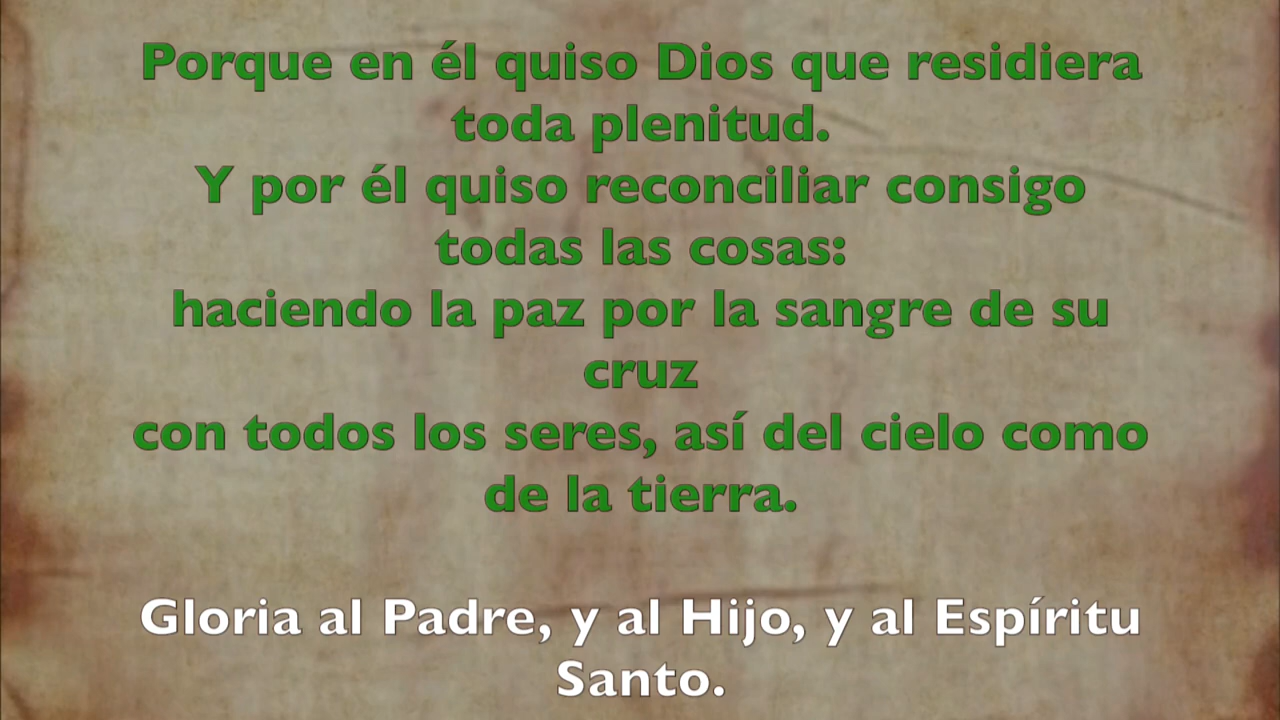 Porque en él quiso Dios que residiera
toda plenitud.
Y por él quiso reconciliar consigo
todas las cosas:
haciendo la paz por la sangre de su
cruz
con todos los seres, así del cielo como
de la tierra.
Gloria al Padre, y al Hijo, y al Espíritu
Santo.